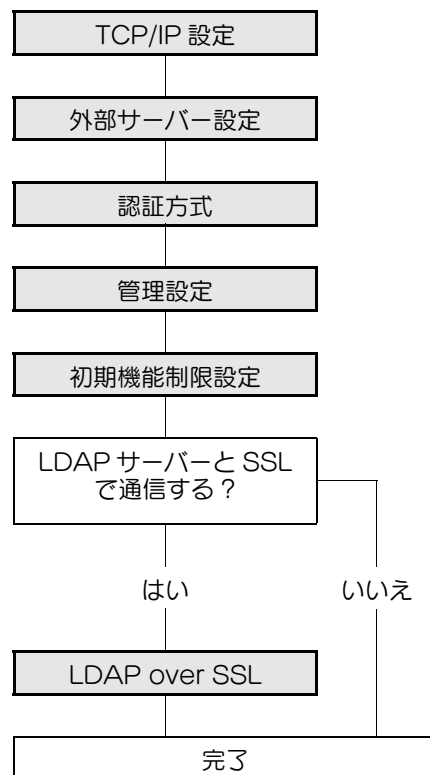 TCP/IP 設定
外部サーバー設定
認証方式
管理設定
初期機能制限設定
LDAP サーバーと SSL
で通信する？
はい
いいえ
LDAP over SSL
完了